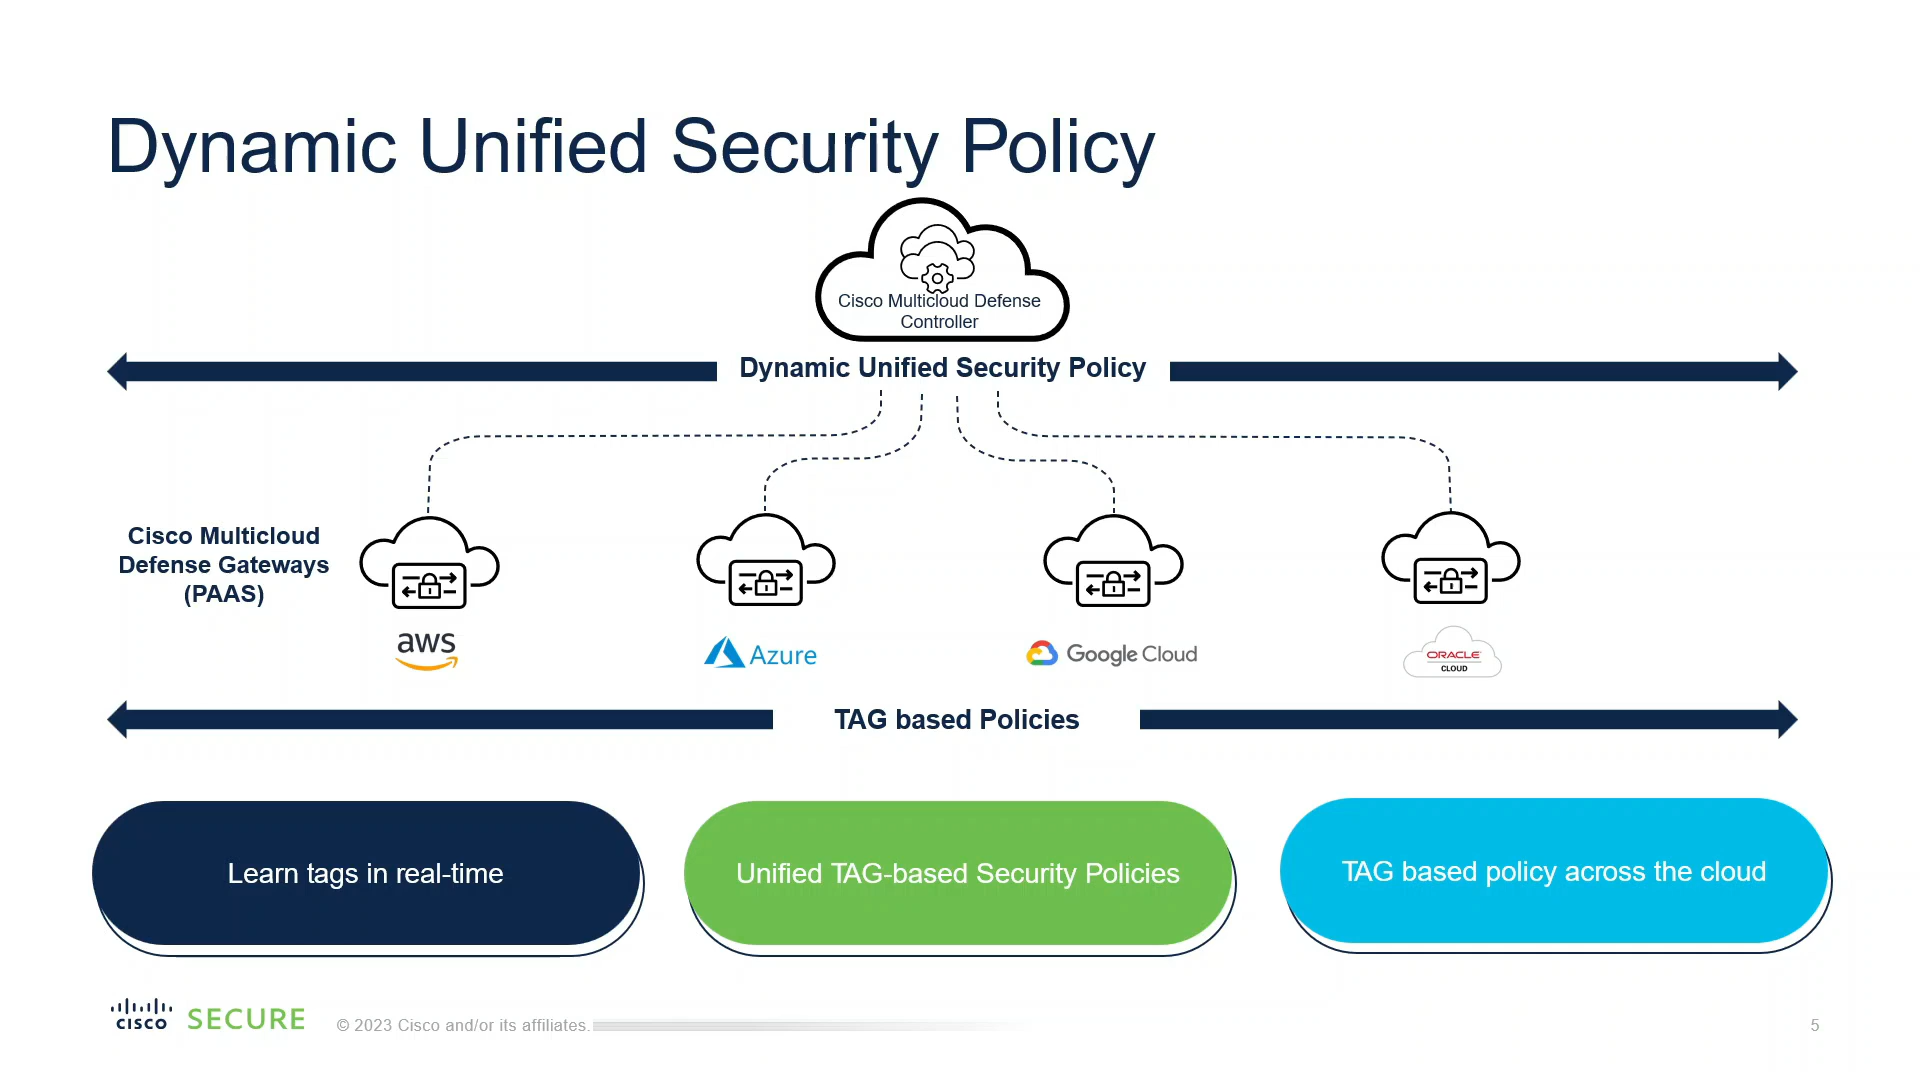 Dynamic Unified Security Policy
Cisco Multicloud Defense
Controller
Dynamic Unified Security Policy
Cisco Multicloud
Defense Gateways
(PAAS)
aws
Azure
Google Cloud
ORACLE
CLOUD
TAG based Policies
Learn tags in real-time
Unified TAG-based Security Policies
TAG based policy across the cloud
CISCO SECURE
© 2023 Cisco and/or its affiliates.
5